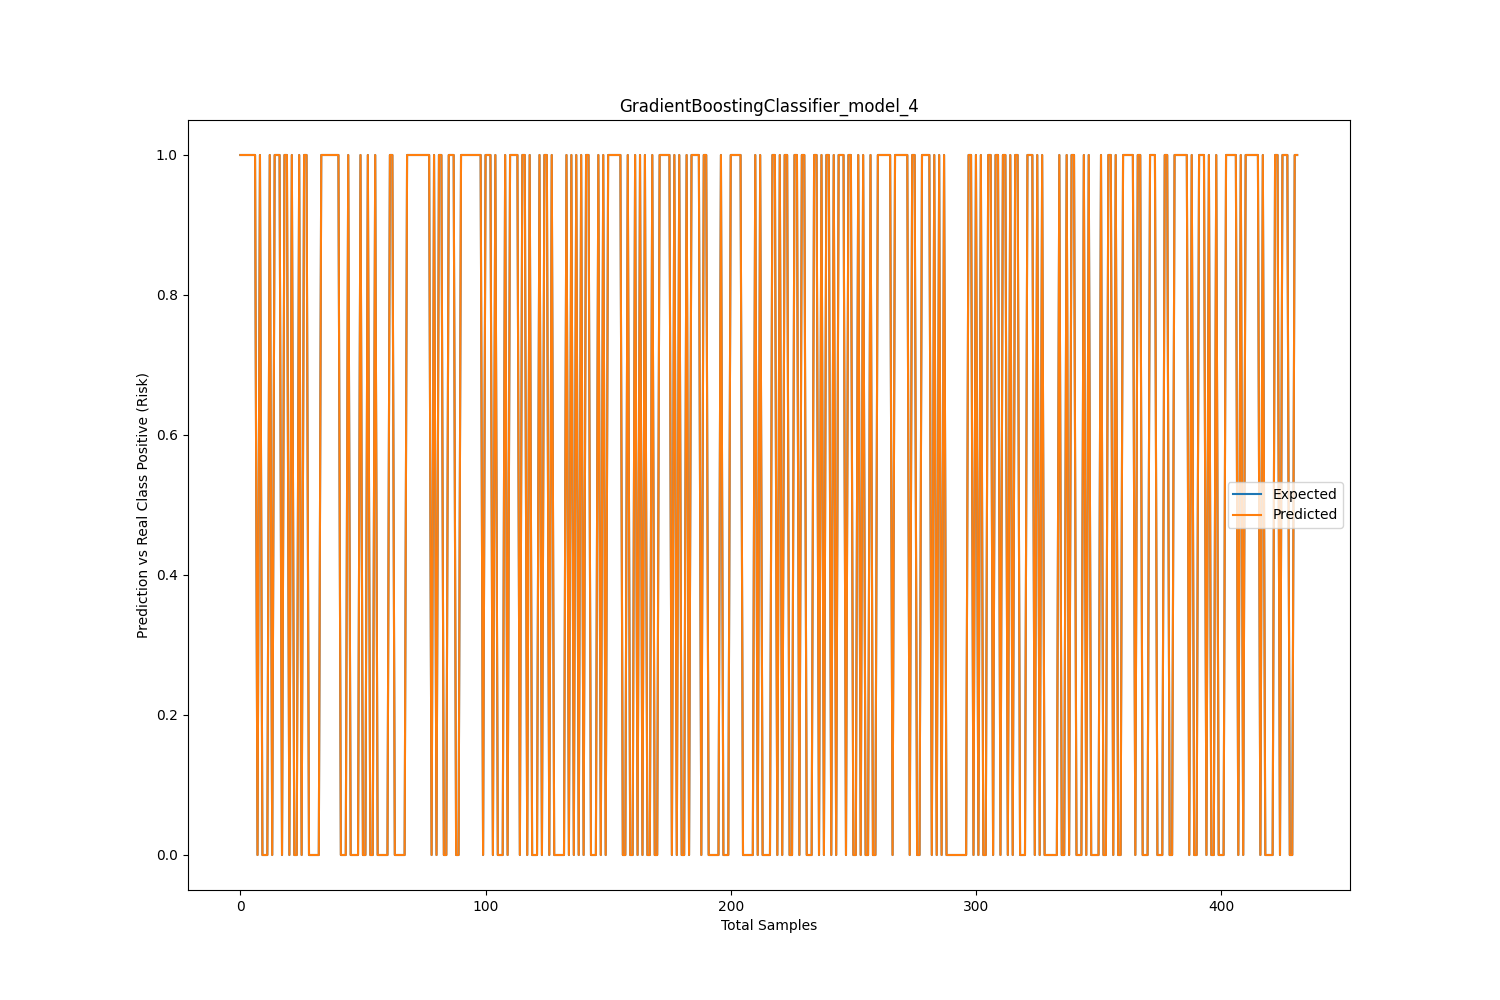 GradientBoostingClassifier_model_4
1.0
0.8
0.6
0.4
0.2
0.0
Prediction vs Real Class Positive (Risk)
Expected
Predicted
0 100 200 300 400
Total Samples